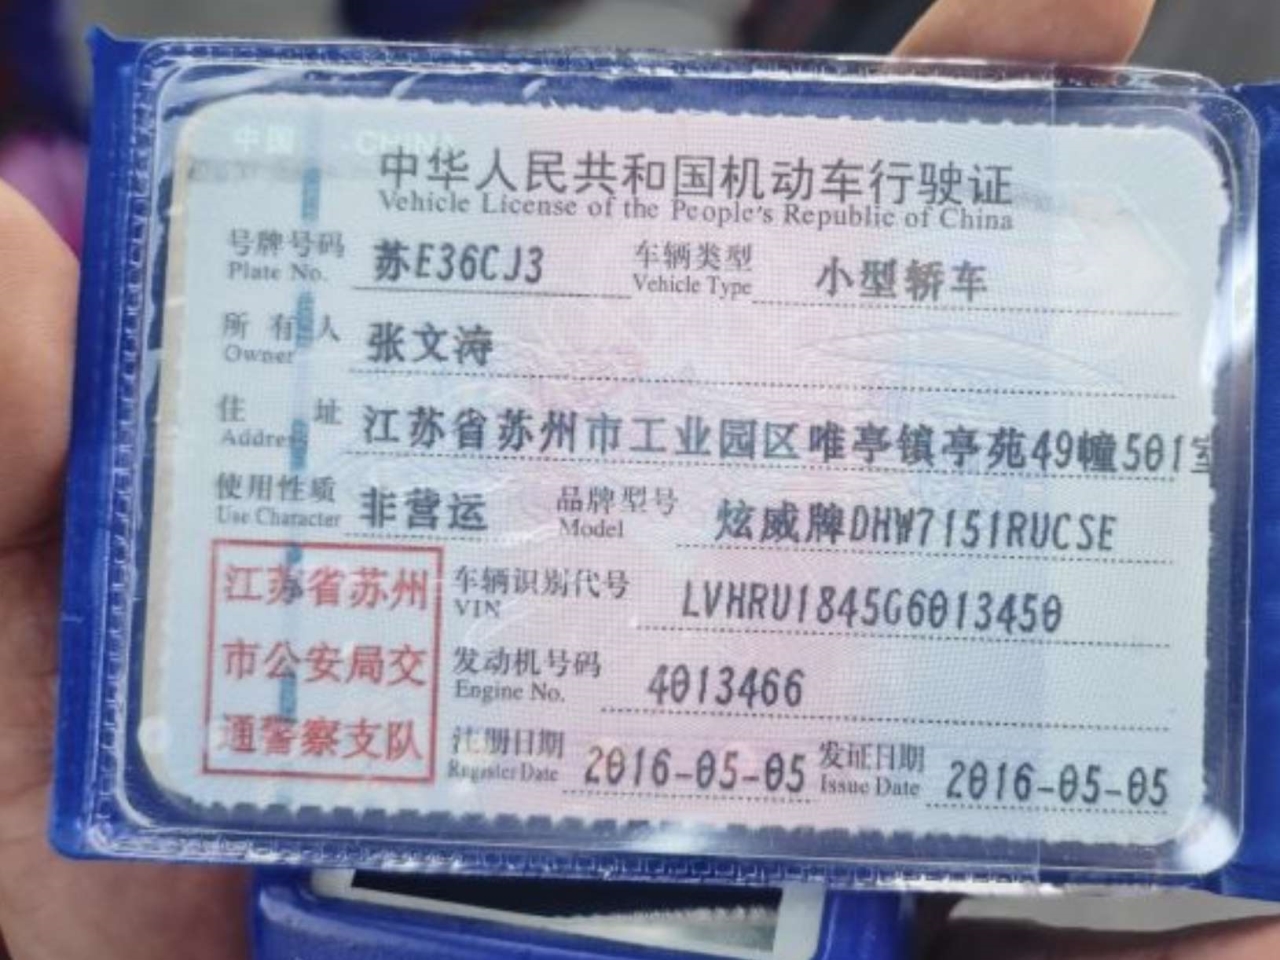 中国 CHINA
中华人民共和国机动车行驶证
Vehicle License of the People's Republic of China
号牌号码 苏E36CJ3 车辆类型 小型轿车
Plate No. Vehicle Type
所有人 张文涛
Owner
住址 江苏省苏州市工业园区唯亭镇亭苑49幢501室
Address
使用性质 非营运 品牌型号 炫威牌DHW7151RUCSE
Use Character Model
江苏省苏州
市公安局交
通警察支队
车辆识别代号 LVHRU1845G6013450
VIN
发动机号码 4013466
Engine No.
注册日期 2016-05-05 发证日期 2016-05-05
Register Date Issue Date